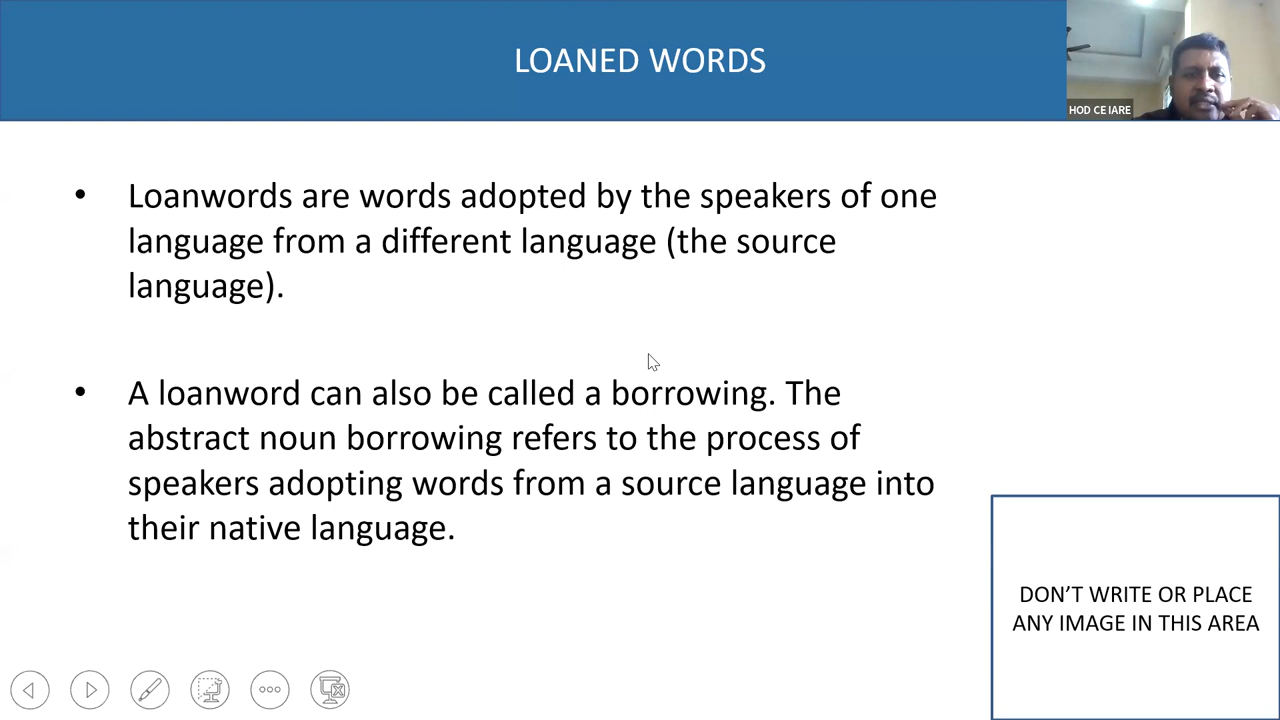 LOANED WORDS
HOD CE IARE
• Loanwords are words adopted by the speakers of one
language from a different language (the source
language).
• A loanword can also be called a borrowing. The
abstract noun borrowing refers to the process of
speakers adopting words from a source language into
their native language.
DON’T WRITE OR PLACE
ANY IMAGE IN THIS AREA